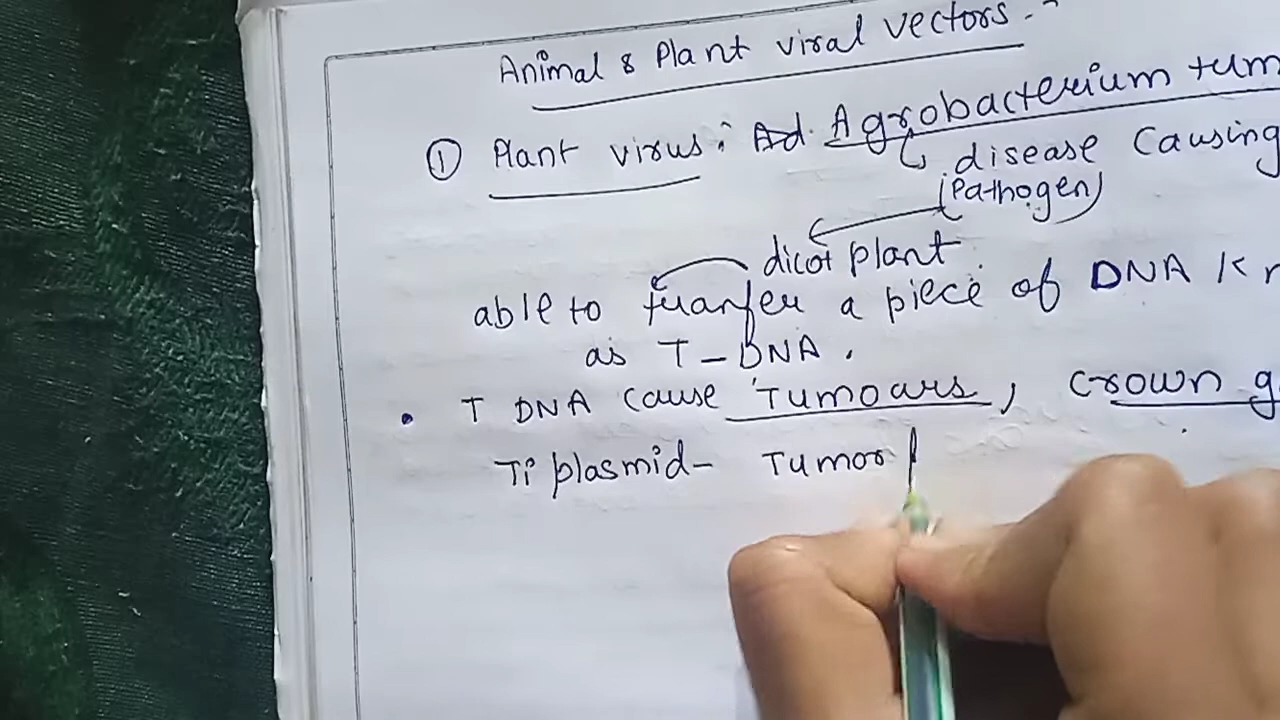 Animal & Plant viral vectors.
① Plant virus: Ad. Agrobacterium tum
↳ disease causing
(Pathogen)
dicot plant
able to tranfer a piece of DNA Kn
as T-DNA.
• T DNA cause Tumours, crown g
Ti plasmid- Tumor